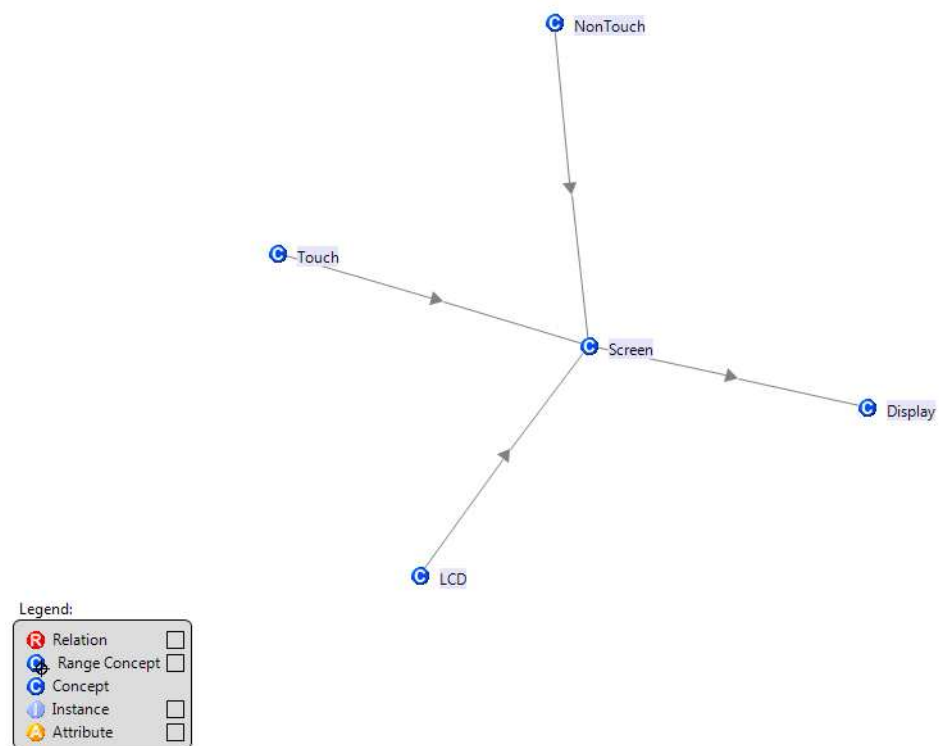 NonTouch
Touch
Screen
Display
LCD
Legend:
R Relation
C Range Concept
C Concept
I Instance
A Attribute